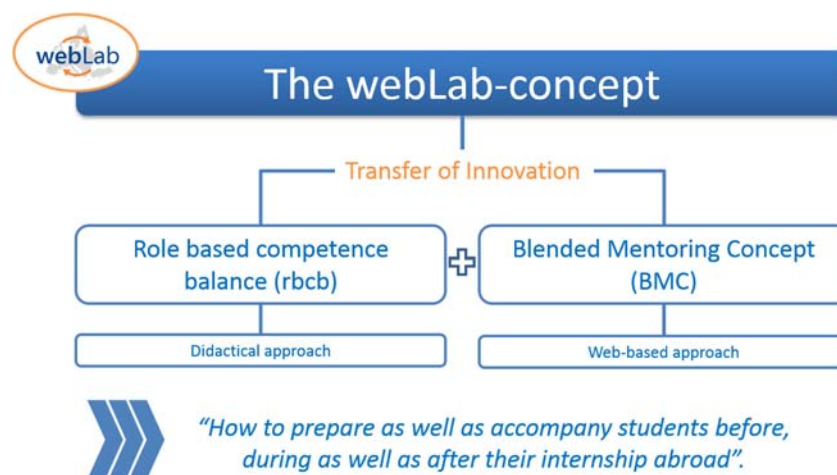 webLab
The webLab-concept
Transfer of Innovation
Role based competence
balance (rbcb)
Blended Mentoring Concept
(BMC)
Didactical approach
Web-based approach
“How to prepare as well as accompany students before,
during as well as after their internship abroad”.